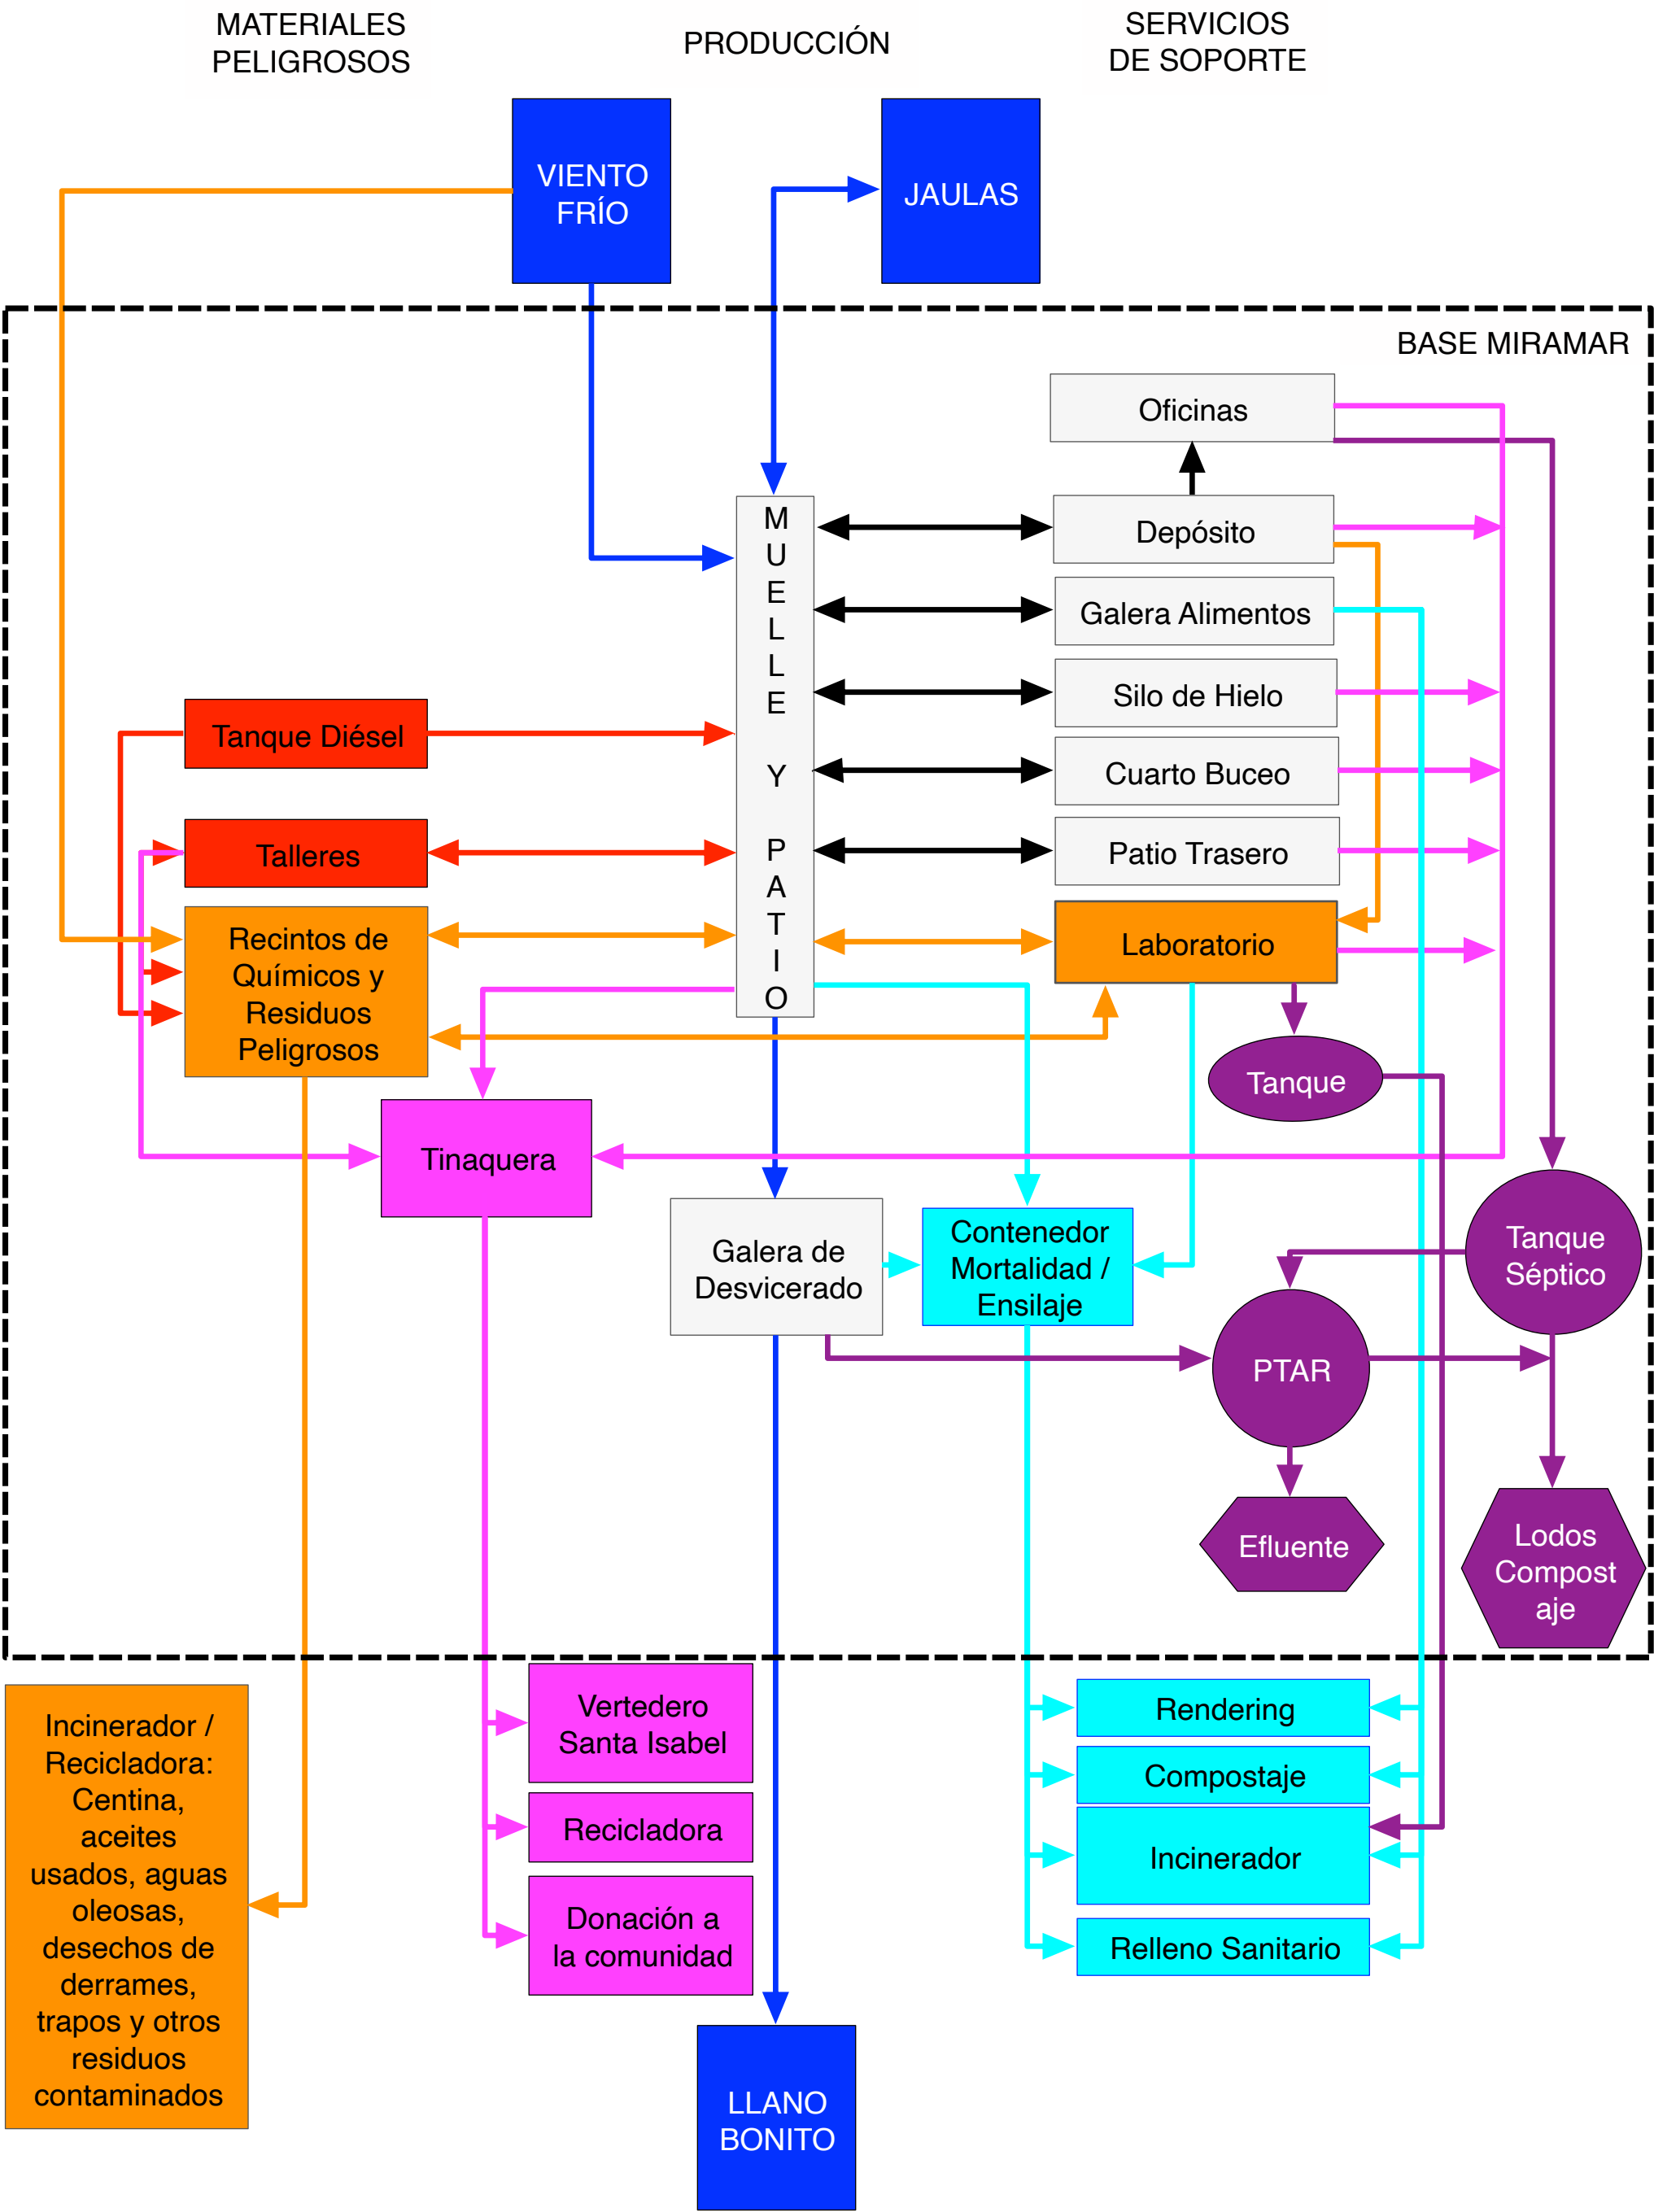 MATERIALES
PELIGROSOS
PRODUCCIÓN
SERVICIOS
DE SOPORTE
VIENTO
FRÍO
JAULAS
BASE MIRAMAR
Oficinas
M
U
E
L
L
E
Y
P
A
T
I
O
Depósito
Galera Alimentos
Silo de Hielo
Cuarto Buceo
Patio Trasero
Laboratorio
Tanque Diésel
Talleres
Recintos de
Químicos y
Residuos
Peligrosos
Tanque
Tinaquera
Galera de
Desvicerado
Contenedor
Mortalidad /
Ensilaje
Tanque
Séptico
PTAR
Efluente
Lodos
Compost
aje
Incinerador /
Recicladora:
Centina,
aceites
usados, aguas
oleosas,
desechos de
derrames,
trapos y otros
residuos
contaminados
Vertedero
Santa Isabel
Recicladora
Donación a
la comunidad
Rendering
Compostaje
Incinerador
Relleno Sanitario
LLANO
BONITO